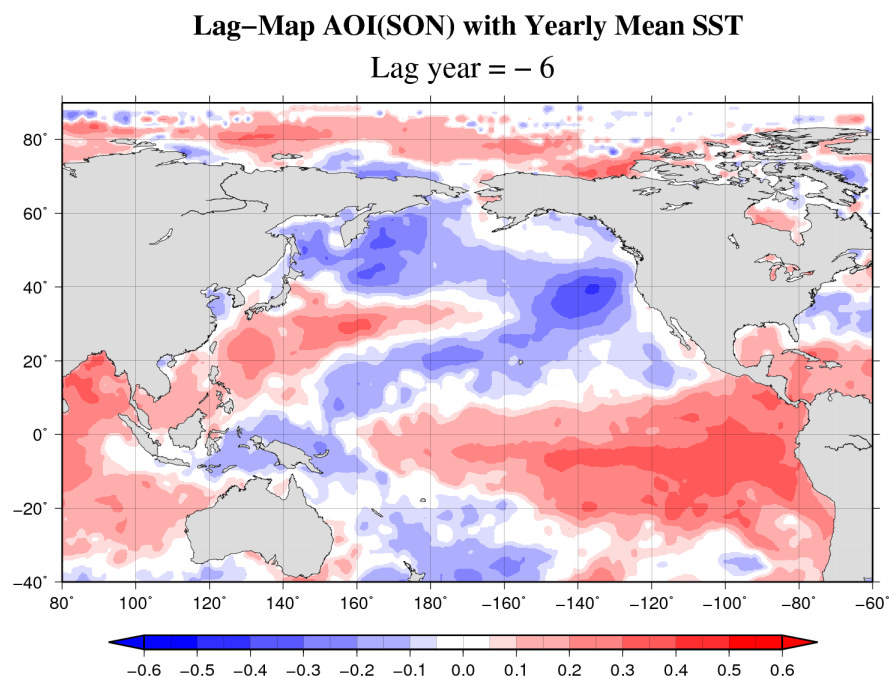 Lag−Map AOI(SON) with Yearly Mean SST
Lag year = − 6
80˚
60˚
40˚
20˚
0˚
−20˚
−40˚
80 100 120 140 160 180 −160˚ −140˚ −120˚ −100˚ −80˚ −60˚
−0.6 −0.5 −0.4 −0.3 −0.2 −0.1 0.0 0.1 0.2 0.3 0.4 0.5 0.6